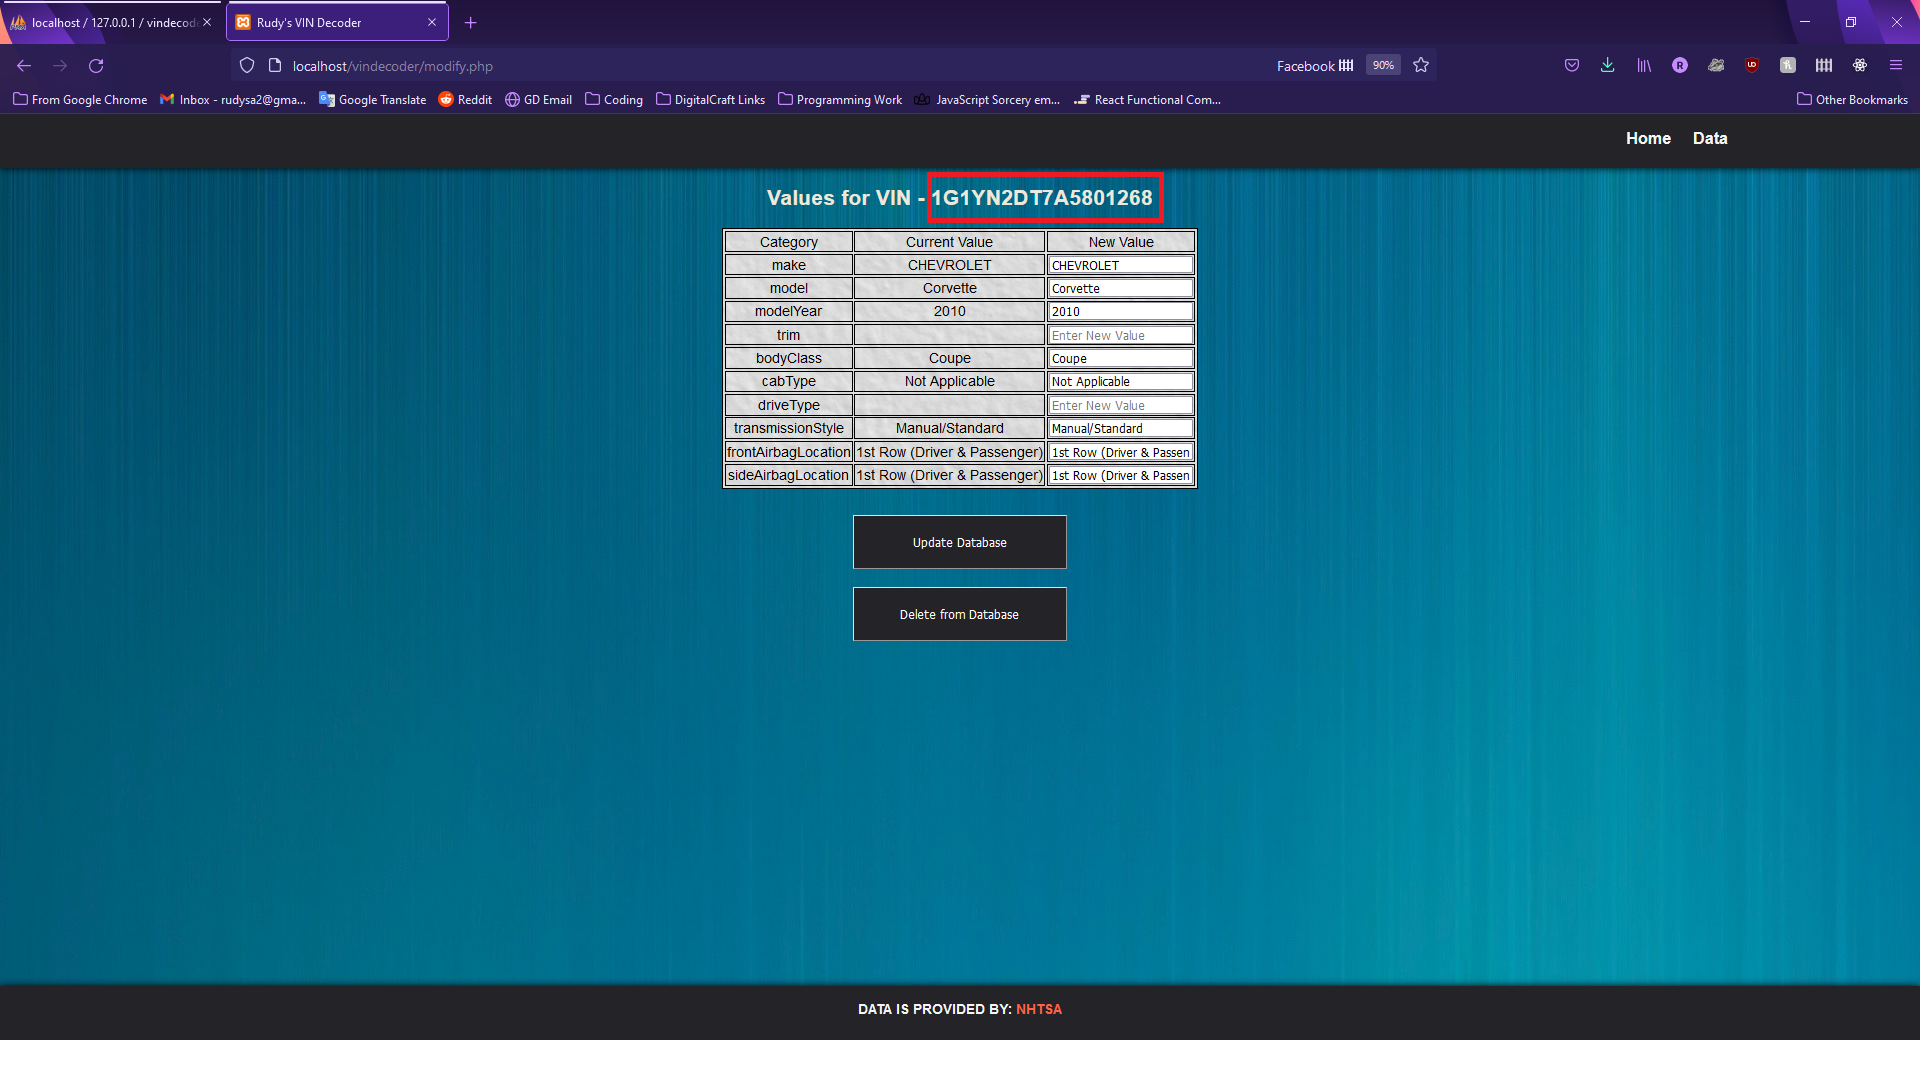 localhost / 127.0.0.1 / vindecode
Rudy's VIN Decoder
localhost/vindecoder/modify.php
Facebook
90%
From Google Chrome
Inbox - rudysa2@gma...
Google Translate
Reddit
GD Email
Coding
DigitalCraft Links
Programming Work
JavaScript Sorcery em...
React Functional Com...
Other Bookmarks
Home Data
Values for VIN - 1G1YN2DT7A5801268
Category Current Value New Value
make CHEVROLET CHEVROLET
model Corvette Corvette
modelYear 2010 2010
trim Enter New Value
bodyClass Coupe Coupe
cabType Not Applicable Not Applicable
driveType Enter New Value
transmissionStyle Manual/Standard Manual/Standard
frontAirbagLocation 1st Row (Driver & Passenger) 1st Row (Driver & Passen
sideAirbagLocation 1st Row (Driver & Passenger) 1st Row (Driver & Passen
Update Database
Delete from Database
DATA IS PROVIDED BY: NHTSA